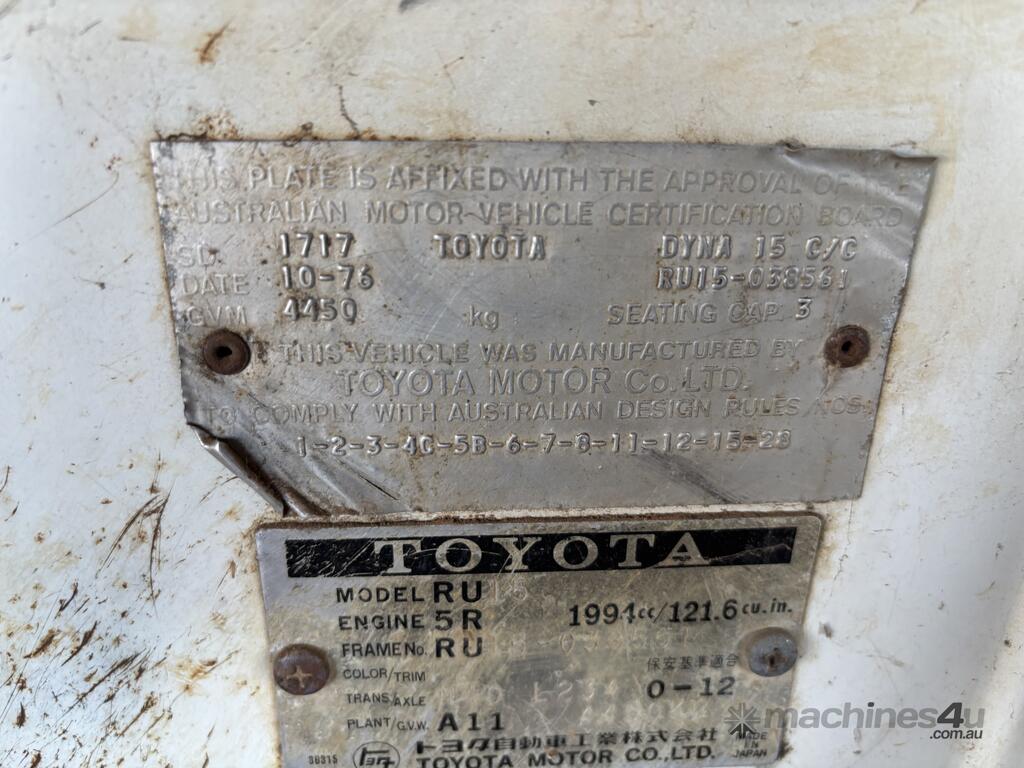 THIS PLATE IS AFFIXED WITH THE APPROVAL OF THE
AUSTRALIAN MOTOR VEHICLE CERTIFICATION BOARD
SD. 1717 TOYOTA DYNA 15 C/C
DATE 10-76 RU15-038561
GVM 4450 kg SEATING CAP. 3
THIS VEHICLE WAS MANUFACTURED BY
TOYOTA MOTOR Co. LTD.
TO COMPLY WITH AUSTRALIAN DESIGN RULES NOS
1-2-3-4C-5B-6-7-8-11-12-15-28
TOYOTA
MODEL RU15
ENGINE 5R 1994cc/121.6cu.in.
FRAME No. RU
COLOR/TRIM 保安基準適合
TRANS/AXLE O-12
PLANT/G.V.W. A11
トヨタ自動車工業株式会社
TOYOTA MOTOR CO.,LTD.
MADE IN JAPAN
36315
machines4u
.com.au